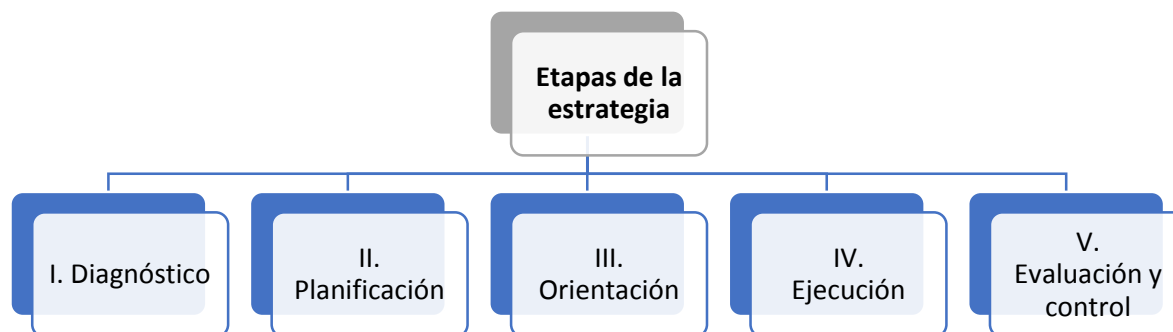 Etapas de la
estrategia
I. Diagnóstico
II.
Planificación
III.
Orientación
IV.
Ejecución
V.
Evaluación y
control